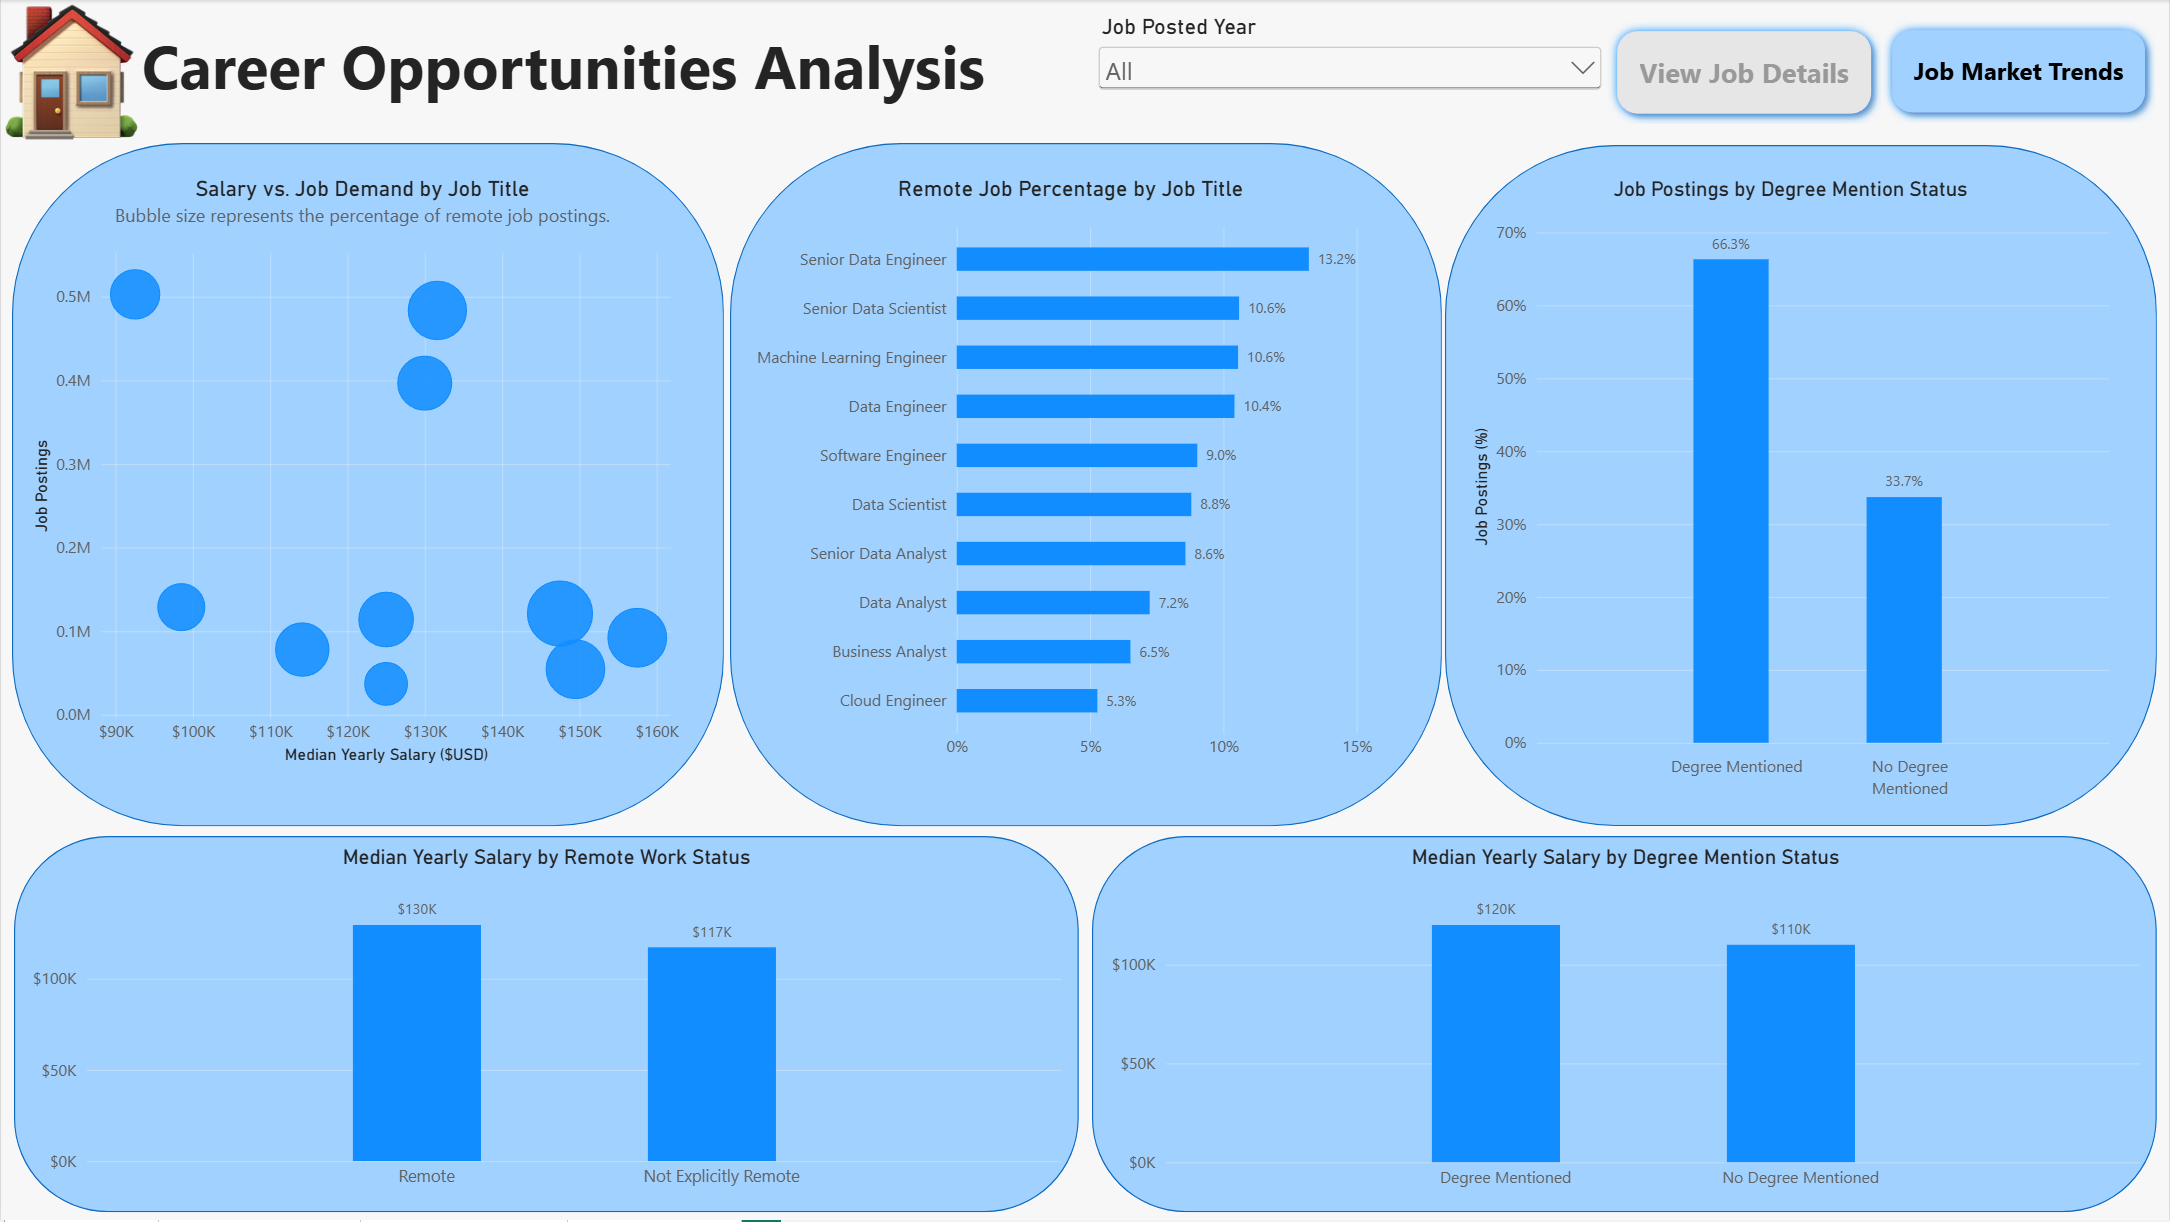 Career Opportunities Analysis
Job Posted Year
All
View Job Details
Job Market Trends
Salary vs. Job Demand by Job Title
Bubble size represents the percentage of remote job postings.
Job Postings
0.5M
0.4M
0.3M
0.2M
0.1M
0.0M
$90K
$100K
$110K
$120K
$130K
$140K
$150K
$160K
Median Yearly Salary ($USD)
Remote Job Percentage by Job Title
Senior Data Engineer
13.2%
Senior Data Scientist
10.6%
Machine Learning Engineer
10.6%
Data Engineer
10.4%
Software Engineer
9.0%
Data Scientist
8.8%
Senior Data Analyst
8.6%
Data Analyst
7.2%
Business Analyst
6.5%
Cloud Engineer
5.3%
0%
5%
10%
15%
Job Postings by Degree Mention Status
Job Postings (%)
70%
60%
50%
40%
30%
20%
10%
0%
66.3%
33.7%
Degree Mentioned
No Degree
Mentioned
Median Yearly Salary by Remote Work Status
$130K
$117K
$100K
$50K
$0K
Remote
Not Explicitly Remote
Median Yearly Salary by Degree Mention Status
$120K
$110K
$100K
$50K
$0K
Degree Mentioned
No Degree Mentioned